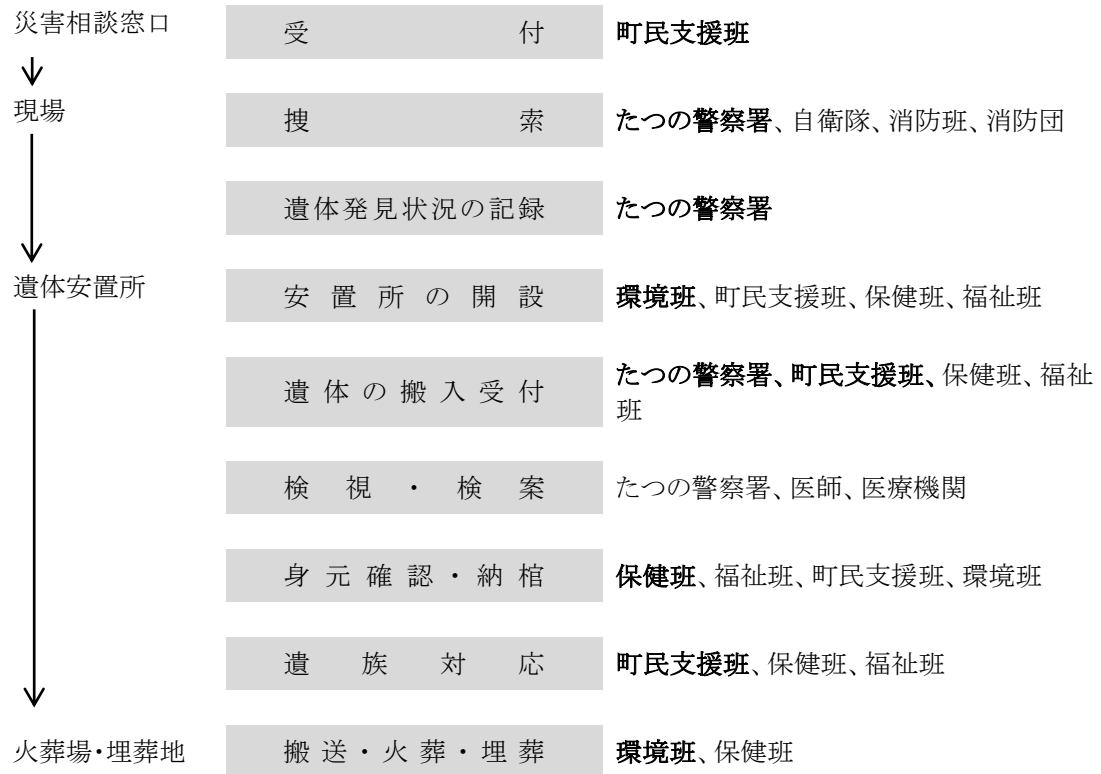 災害相談窓口 受付 町民支援班
現場 捜索 たつの警察署、自衛隊、消防班、消防団
遺体発見状況の記録 たつの警察署
遺体安置所 安置所の開設 環境班、町民支援班、保健班、福祉班
遺体の搬入受付 たつの警察署、町民支援班、保健班、福祉
班
検視・検案 たつの警察署、医師、医療機関
身元確認・納棺 保健班、福祉班、町民支援班、環境班
遺族対応 町民支援班、保健班、福祉班
火葬場・埋葬地 搬送・火葬・埋葬 環境班、保健班